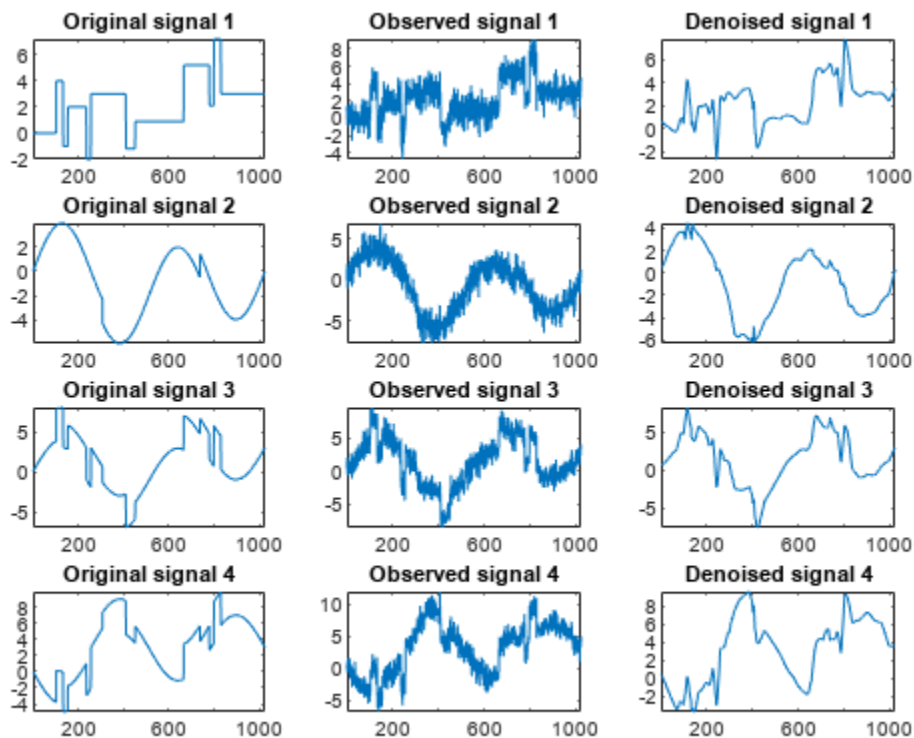 Original signal 1 Observed signal 1 Denoised signal 1
6 8 6
4 6 4
2 4 2
0 2 0
-2 0 -2
-2
-4
200 600 1000 200 600 1000 200 600 1000
Original signal 2 Observed signal 2 Denoised signal 2
2 5 4
0 0 2
-2 -5 0
-4 -2
-4
-6
200 600 1000 200 600 1000 200 600 1000
Original signal 3 Observed signal 3 Denoised signal 3
5 5 5
0 0 0
-5 -5 -5
200 600 1000 200 600 1000 200 600 1000
Original signal 4 Observed signal 4 Denoised signal 4
8 10 8
6 5 6
4 0 4
2 -5 2
0 0
-2 -2
-4
200 600 1000 200 600 1000 200 600 1000